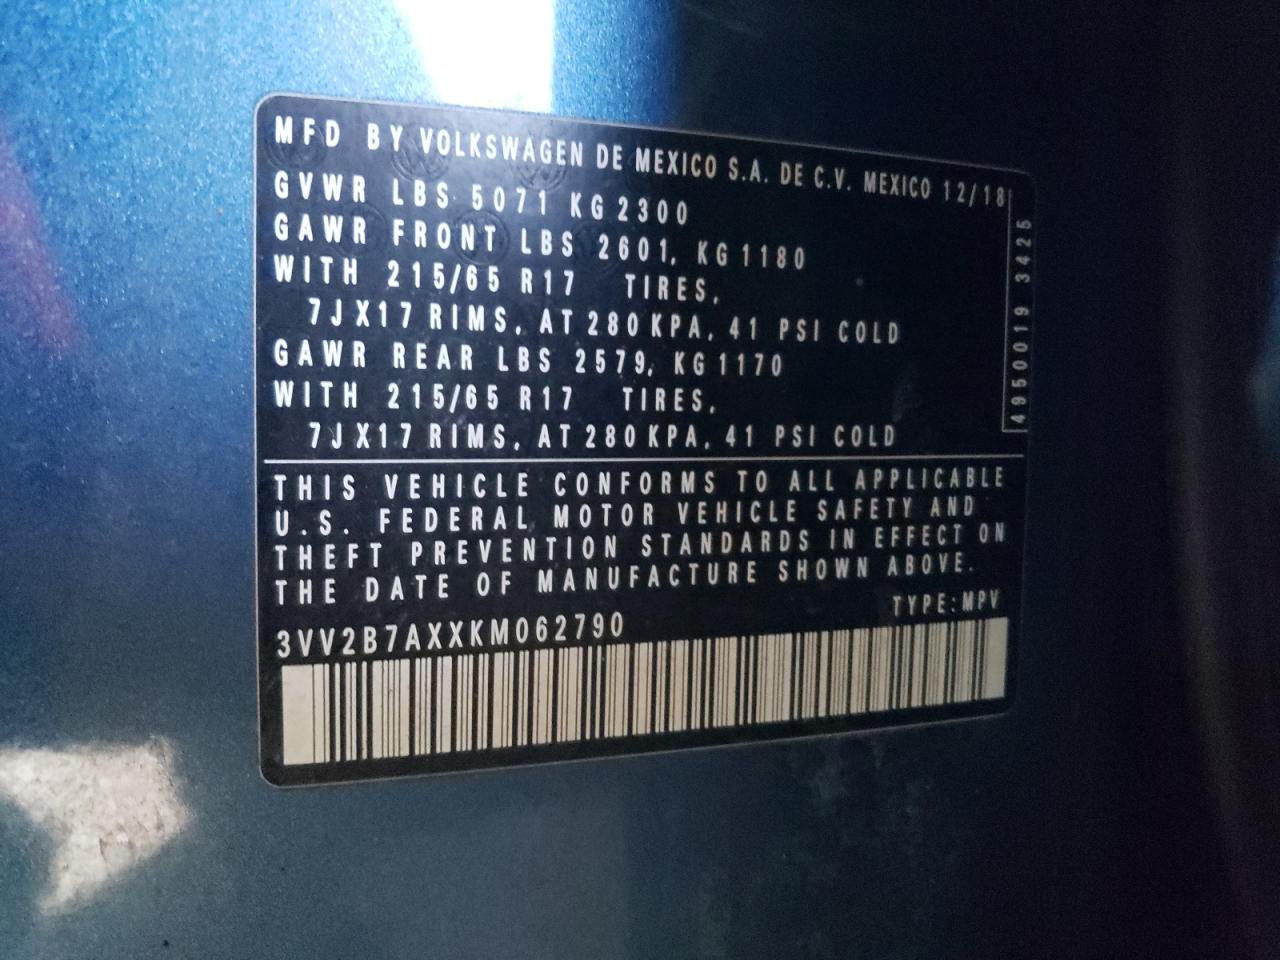 MFD BY VOLKSWAGEN DE MEXICO S.A. DE C.V. MEXICO 12/18
GVWR LBS 5071 KG 2300
GAWR FRONT LBS 2601, KG 1180
WITH 215/65 R17 TIRES,
7JX17 RIMS, AT 280 KPA, 41 PSI COLD
GAWR REAR LBS 2579, KG 1170
WITH 215/65 R17 TIRES,
7JX17 RIMS, AT 280 KPA, 41 PSI COLD
4950019 3425
THIS VEHICLE CONFORMS TO ALL APPLICABLE
U.S. FEDERAL MOTOR VEHICLE SAFETY AND
THEFT PREVENTION STANDARDS IN EFFECT ON
THE DATE OF MANUFACTURE SHOWN ABOVE.
TYPE:MPV
3VV2B7AXXKM062790